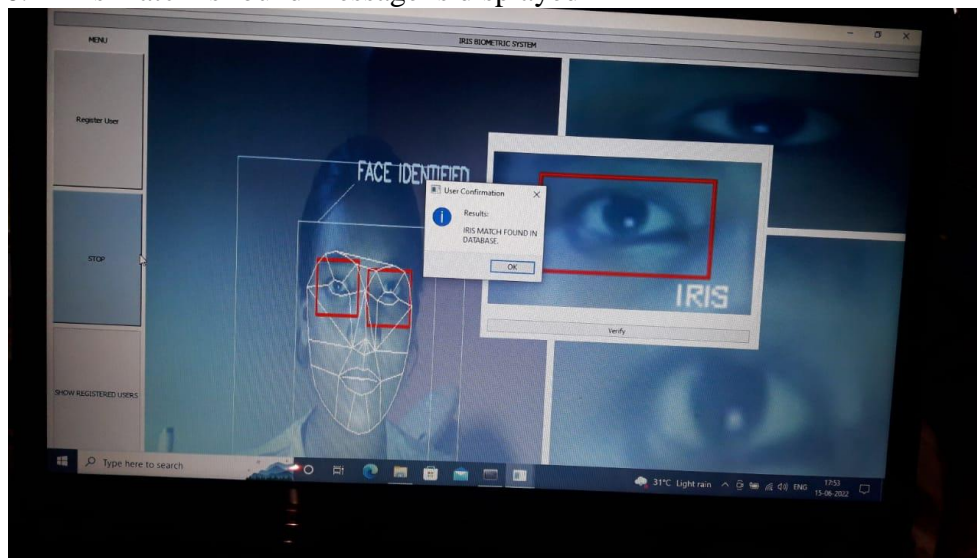 IRIS BIOMETRIC SYSTEM
MENU
Register User
STOP
SHOW REGISTERED USERS
FACE IDENTIFIED
User Confirmation
Results:
IRIS MATCH FOUND IN
DATABASE.
OK
IRIS
Verify
Type here to search
31°C Light rain
ENG
17:53
15-06-2022